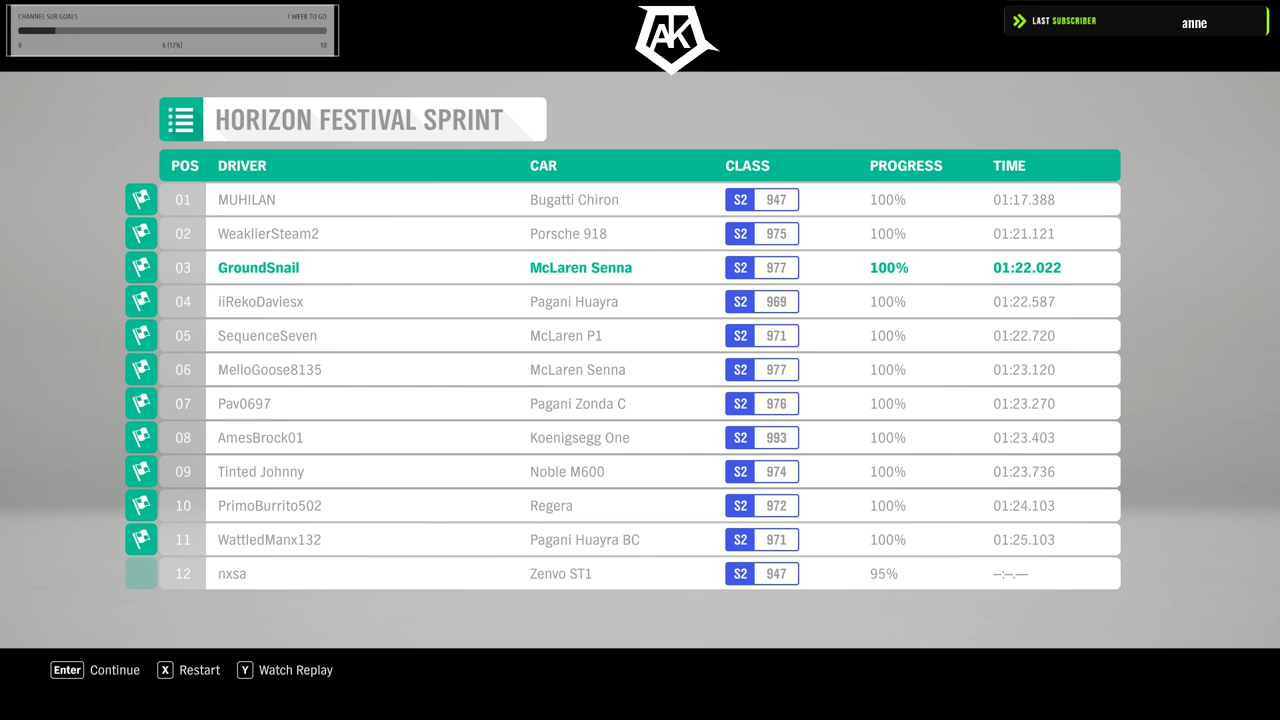 CHANNEL SUB GOALS 1 WEEK TO GO
0 6 (12%) 50
AK
LAST SUBSCRIBER anne
HORIZON FESTIVAL SPRINT
POS DRIVER CAR CLASS PROGRESS TIME
01 MUHILAN Bugatti Chiron S2 947 100% 01:17.388
02 WeaklierSteam2 Porsche 918 S2 975 100% 01:21.121
03 GroundSnail McLaren Senna S2 977 100% 01:22.022
04 iiRekoDaviesx Pagani Huayra S2 969 100% 01:22.587
05 SequenceSeven McLaren P1 S2 971 100% 01:22.720
06 MelloGoose8135 McLaren Senna S2 977 100% 01:23.120
07 Pav0697 Pagani Zonda C S2 976 100% 01:23.270
08 AmesBrock01 Koenigsegg One S2 993 100% 01:23.403
09 Tinted Johnny Noble M600 S2 974 100% 01:23.736
10 PrimoBurrito502 Regera S2 972 100% 01:24.103
11 WattledManx132 Pagani Huayra BC S2 971 100% 01:25.103
12 nxsa Zenvo ST1 S2 947 95% —:—.—
Enter Continue X Restart Y Watch Replay